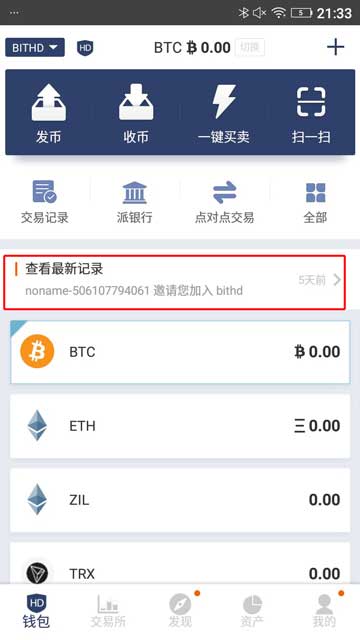 ... 5 21:33
BITHD HD BTC ฿ 0.00 切换 +
发币 收币 一键买卖 扫一扫
交易记录 派银行 点对点交易 全部
查看最新记录
5天前
noname-506107794061 邀请您加入 bithd
BTC ฿ 0.00
ETH Ξ 0.00
ZIL 0.00
TRX 0.00
HD
钱包 交易所 发现 资产 我的